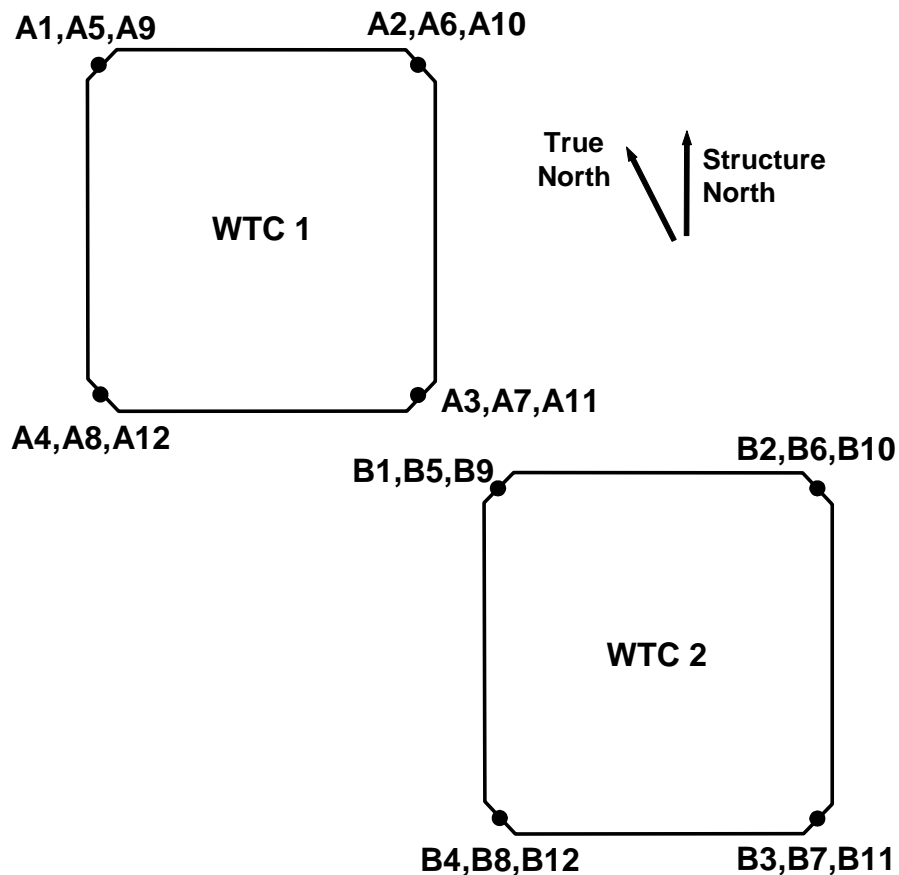 A1,A5,A9
A2,A6,A10
True
North
Structure
North
WTC 1
A3,A7,A11
A4,A8,A12
B1,B5,B9
B2,B6,B10
WTC 2
B4,B8,B12
B3,B7,B11